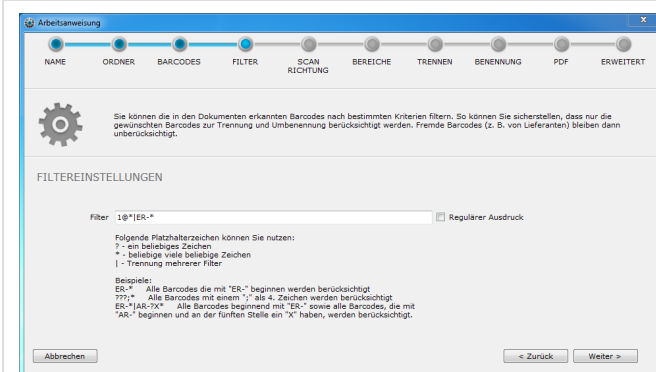 Arbeitsanweisung
NAME
ORDNER
BARCODES
FILTER
SCAN
RICHTUNG
BEREICHE
TRENNEN
BENENNUNG
PDF
ERWEITERT
Sie können die in den Dokumenten erkannten Barcodes nach bestimmten Kriterien filtern. So können Sie sicherstellen, dass nur die
gewünschten Barcodes zur Trennung und Umbenennung berücksichtigt werden. Fremde Barcodes (z. B. von Lieferanten) bleiben dann
unberücksichtigt.
FILTEREINSTELLUNGEN
Filter 1@*|ER-* Regulärer Ausdruck
Folgende Platzhalterzeichen können Sie nutzen:
? - ein beliebiges Zeichen
* - beliebige viele beliebige Zeichen
| - Trennung mehrerer Filter
Beispiele:
ER-* Alle Barcodes die mit "ER-" beginnen werden berücksichtigt
???;* Alle Barcodes mit einem ";" als 4. Zeichen werden berücksichtigt
ER-*|AR-?X* Alle Barcodes beginnend mit "ER-" sowie alle Barcodes, die mit
"AR-" beginnen und an der fünften Stelle ein "X" haben, werden berücksichtigt.
Abbrechen < Zurück Weiter >